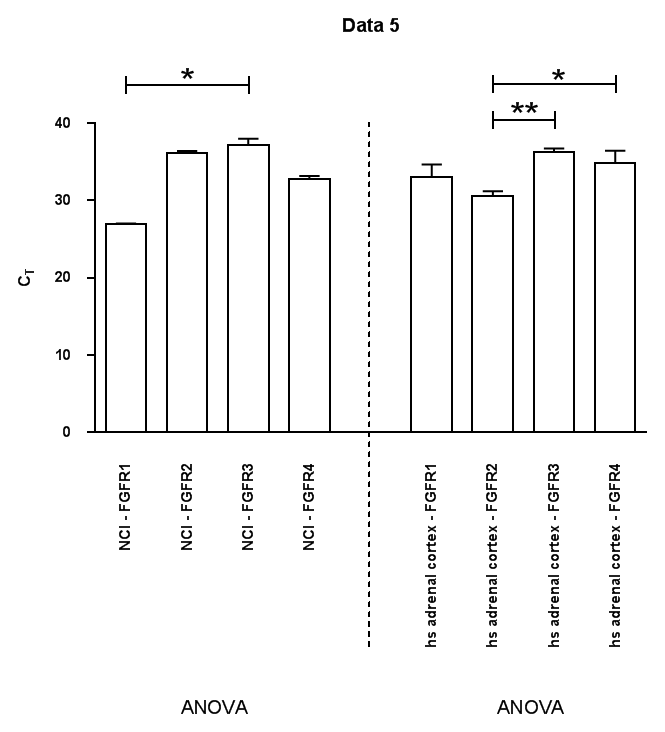 Data 5
*
*
**
40
30
20
10
0
CT
NCI - FGFR1
NCI - FGFR2
NCI - FGFR3
NCI - FGFR4
hs adrenal cortex - FGFR1
hs adrenal cortex - FGFR2
hs adrenal cortex - FGFR3
hs adrenal cortex - FGFR4
ANOVA
ANOVA